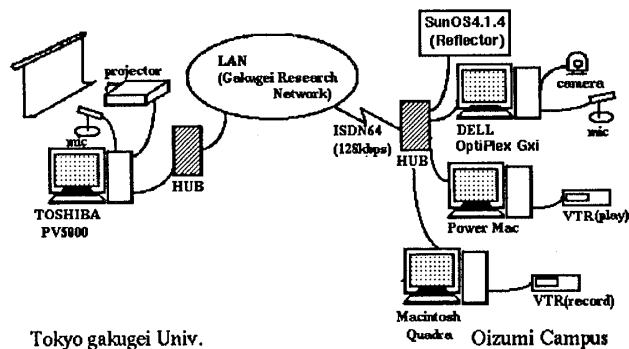 SunOS4.1.4
(Reflector)
projector
LAN
(Gakugei Research
Network)
camera
mic
ISDN64
(128kbps)
HUB
DELL
OptiPlex Gxi
mic
HUB
TOSHIBA
PV5800
Power Mac
VTR(play)
Macintosh
Quadra
VTR(record)
Tokyo gakugei Univ.
Oizumi Campus